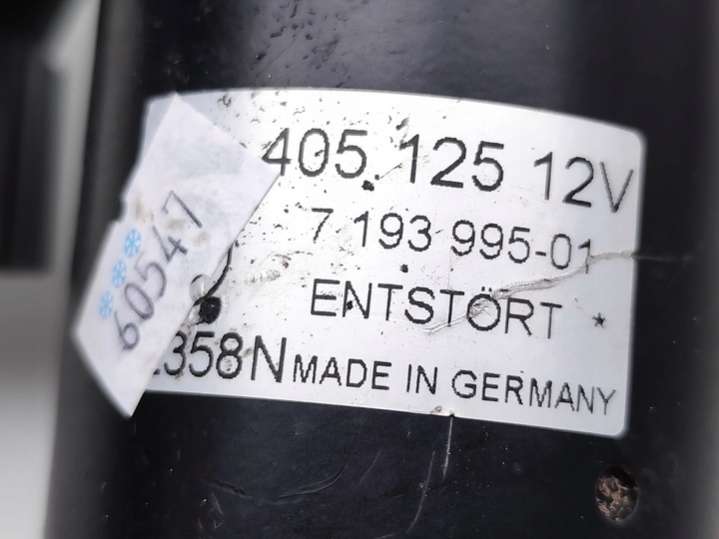 405.125 12V
7 193 995-01
ENTSTÖRT *
358N MADE IN GERMANY
60547